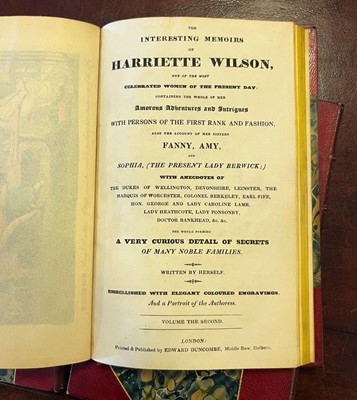 THE
INTERESTING MEMOIRS
OF
HARRIETTE WILSON,
ONE OF THE MOST
CELEBRATED WOMEN OF THE PRESENT DAY:
CONTAINING THE WHOLE OF HER
Amorous Adventures and Intrigues
WITH PERSONS OF THE FIRST RANK AND FASHION,
ALSO THE ACCOUNT OF HER SISTERS
FANNY, AMY,
AND
SOPHIA, (THE PRESENT LADY BERWICK:)
WITH ANECDOTES OF
THE DUKES OF WELLINGTON, DEVONSHIRE, LEINSTER, THE
MARQUIS OF WORCESTER, COLONEL BERKELEY, EARL FIFE,
HON. GEORGE AND LADY CAROLINE LAMB,
LADY HEATHCOTE, LADY PONSONBY,
DOCTOR BANKHEAD, &c. &c.
THE WHOLE FORMING
A VERY CURIOUS DETAIL OF SECRETS
OF MANY NOBLE FAMILIES.
WRITTEN BY HERSELF.
EMBELLISHED WITH ELEGANT COLOURED ENGRAVINGS,
And a Portrait of the Authoress.
VOLUME THE SECOND.
LONDON:
Printed & Published by EDWARD DUNCOMBE, Middle Row, Holborn.